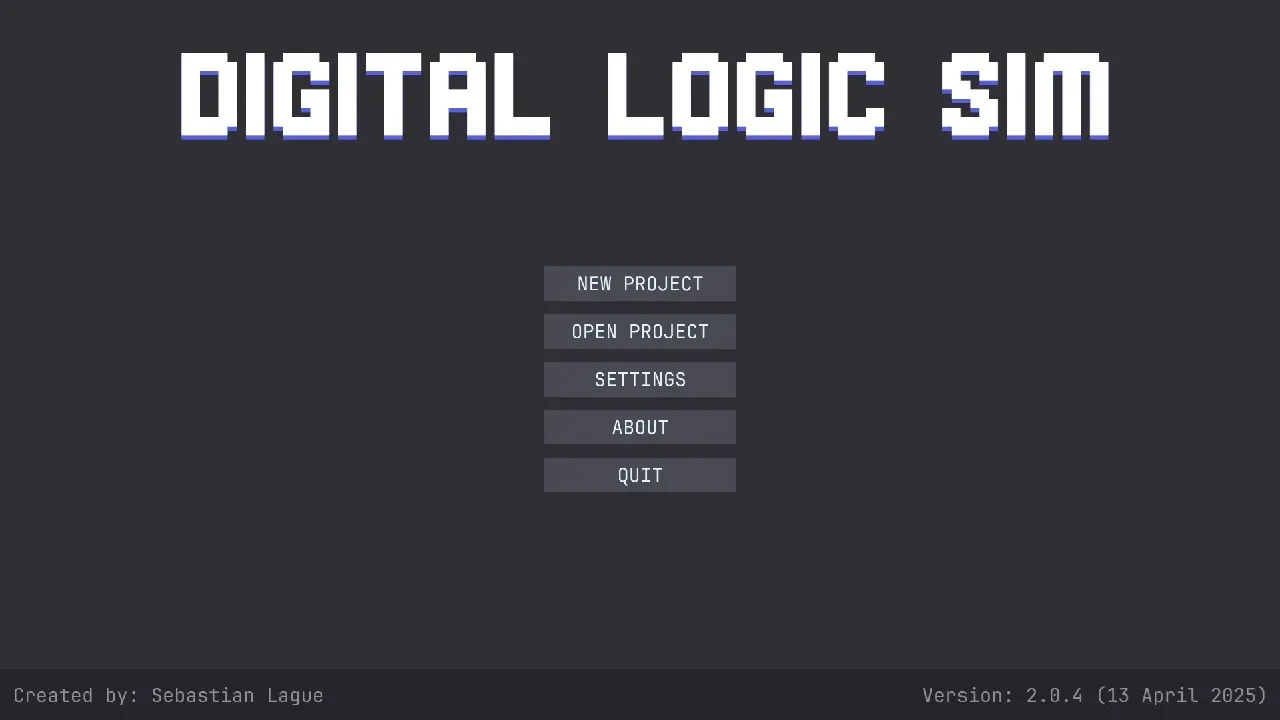 DIGITAL LOGIC SIM
NEW PROJECT
OPEN PROJECT
SETTINGS
ABOUT
QUIT
Created by: Sebastian Lague
Version: 2.0.4 (13 April 2025)